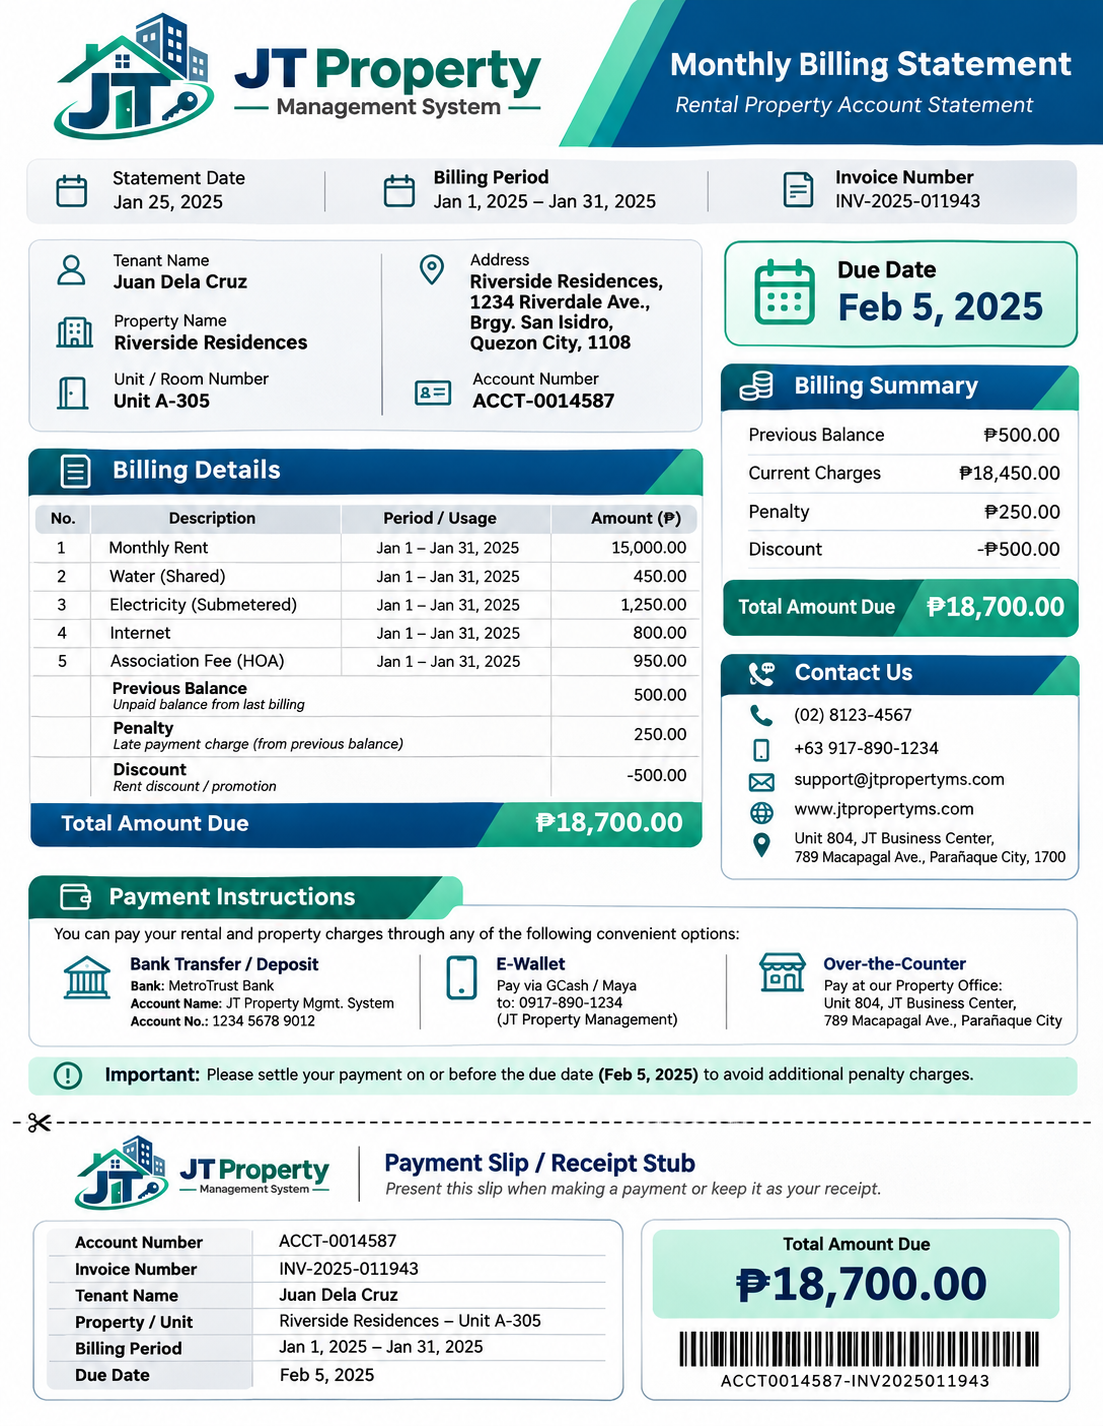 JT
JT Property
Management System
Monthly Billing Statement
Rental Property Account Statement
Statement Date
Jan 25, 2025
Billing Period
Jan 1, 2025 – Jan 31, 2025
Invoice Number
INV-2025-011943
Tenant Name
Juan Dela Cruz
Property Name
Riverside Residences
Unit / Room Number
Unit A-305
Address
Riverside Residences,
1234 Riverdale Ave.,
Brgy. San Isidro,
Quezon City, 1108
Account Number
ACCT-0014587
Due Date
Feb 5, 2025
Billing Summary
Previous Balance ₱500.00
Current Charges ₱18,450.00
Penalty ₱250.00
Discount -₱500.00
Total Amount Due ₱18,700.00
Billing Details
No. Description Period / Usage Amount (₱)
1 Monthly Rent Jan 1 – Jan 31, 2025 15,000.00
2 Water (Shared) Jan 1 – Jan 31, 2025 450.00
3 Electricity (Submetered) Jan 1 – Jan 31, 2025 1,250.00
4 Internet Jan 1 – Jan 31, 2025 800.00
5 Association Fee (HOA) Jan 1 – Jan 31, 2025 950.00
Previous Balance 500.00
Unpaid balance from last billing
Penalty 250.00
Late payment charge (from previous balance)
Discount -500.00
Rent discount / promotion
Total Amount Due ₱18,700.00
Contact Us
(02) 8123-4567
+63 917-890-1234
support@jtpropertyms.com
www.jtpropertyms.com
Unit 804, JT Business Center,
789 Macapagal Ave., Parañaque City, 1700
Payment Instructions
You can pay your rental and property charges through any of the following convenient options:
Bank Transfer / Deposit
Bank: MetroTrust Bank
Account Name: JT Property Mgmt. System
Account No.: 1234 5678 9012
E-Wallet
Pay via GCash / Maya
to: 0917-890-1234
(JT Property Management)
Over-the-Counter
Pay at our Property Office:
Unit 804, JT Business Center,
789 Macapagal Ave., Parañaque City
Important: Please settle your payment on or before the due date (Feb 5, 2025) to avoid additional penalty charges.
JT
JT Property
Management System
Payment Slip / Receipt Stub
Present this slip when making a payment or keep it as your receipt.
Account Number ACCT-0014587
Invoice Number INV-2025-011943
Tenant Name Juan Dela Cruz
Property / Unit Riverside Residences – Unit A-305
Billing Period Jan 1, 2025 – Jan 31, 2025
Due Date Feb 5, 2025
Total Amount Due
₱18,700.00
ACCT0014587-INV2025011943